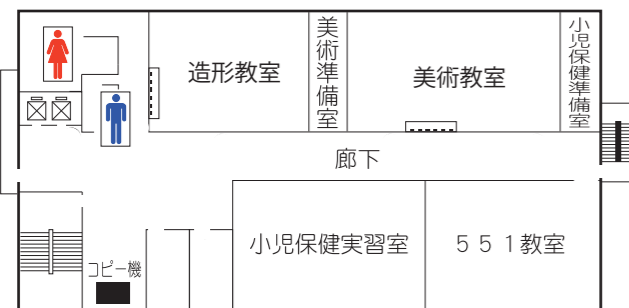 造形教室
美術準備室
美術教室
小児保健準備室
廊下
小児保健実習室
５５１教室
コピー機